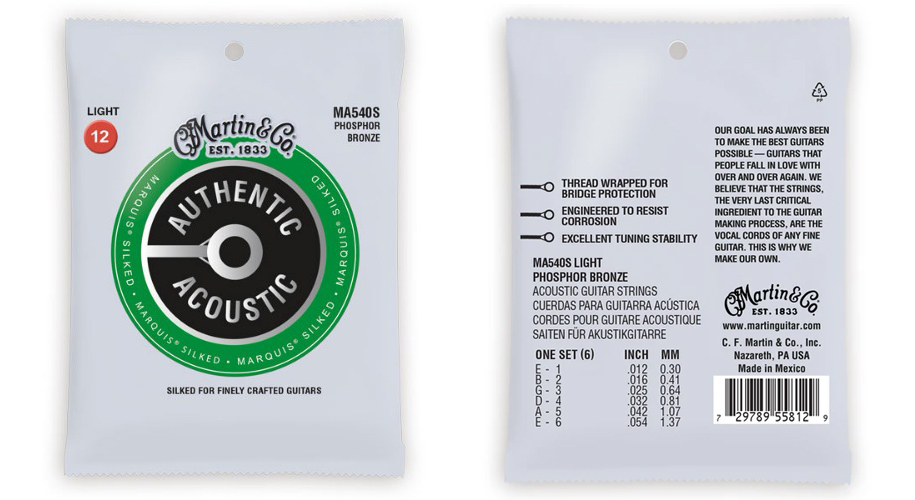 LIGHT
12
MA540S
PHOSPHOR
BRONZE
Martin & Co.
EST. 1833
AUTHENTIC
ACOUSTIC
MARQUIS® SILKED • MARQUIS® SILKED • MARQUIS® SILKED • MARQUIS® SILKED
SILKED FOR FINELY CRAFTED GUITARS
5
PP
THREAD WRAPPED FOR
BRIDGE PROTECTION
ENGINEERED TO RESIST
CORROSION
EXCELLENT TUNING STABILITY
MA540S LIGHT
PHOSPHOR BRONZE
ACOUSTIC GUITAR STRINGS
CUERDAS PARA GUITARRA ACÚSTICA
CORDES POUR GUITARE ACOUSTIQUE
SAITEN FÜR AKUSTIKGITARRE
ONE SET (6) INCH MM
E - 1 .012 0.30
B - 2 .016 0.41
G - 3 .025 0.64
D - 4 .032 0.81
A - 5 .042 1.07
E - 6 .054 1.37
OUR GOAL HAS ALWAYS BEEN
TO MAKE THE BEST GUITARS
POSSIBLE — GUITARS THAT
PEOPLE FALL IN LOVE WITH
OVER AND OVER AGAIN. WE
BELIEVE THAT THE STRINGS,
THE VERY LAST CRITICAL
INGREDIENT TO THE GUITAR
MAKING PROCESS, ARE THE
VOCAL CORDS OF ANY FINE
GUITAR. THIS IS WHY WE
MAKE OUR OWN.
Martin & Co.
EST. 1833
www.martinguitar.com
C. F. Martin & Co., Inc.
Nazareth, PA USA
Made in Mexico
7 29789 55812 9